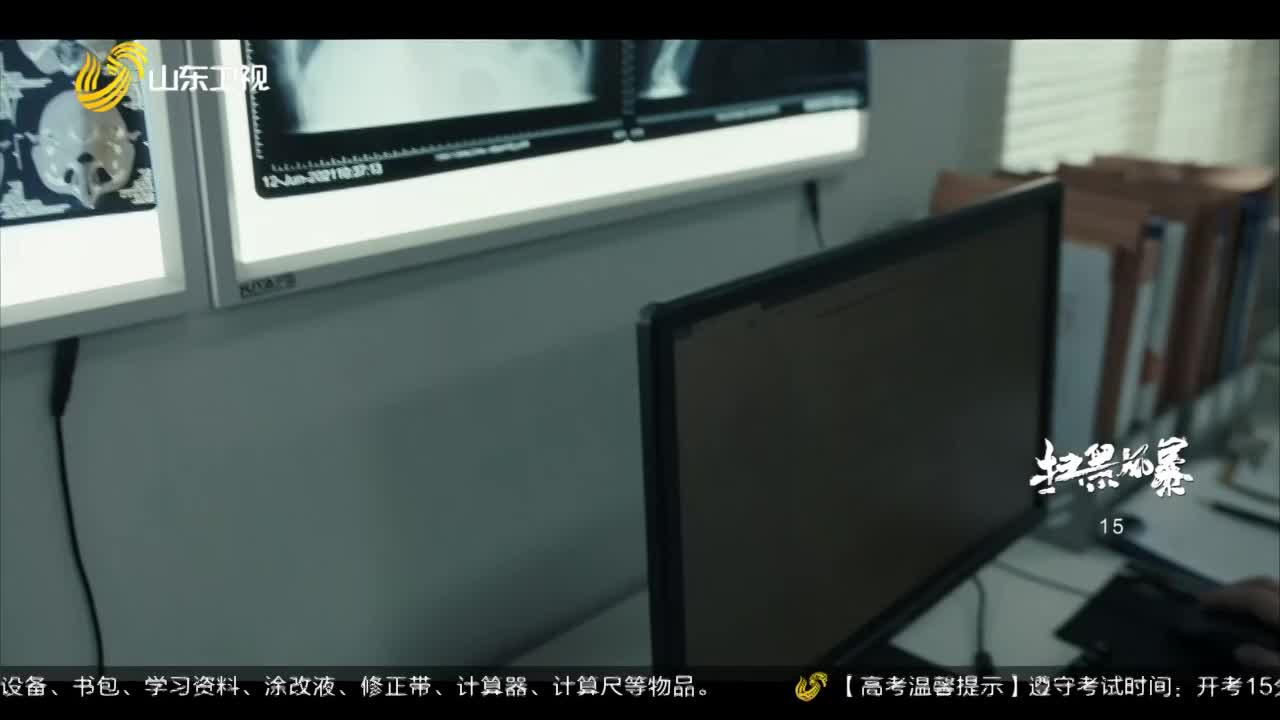 山东卫视
12-Jun-2021 10:37:13
扫黑风暴
15
设备、书包、学习资料、涂改液、修正带、计算器、计算尺等物品。
【高考温馨提示】遵守考试时间：开考15分